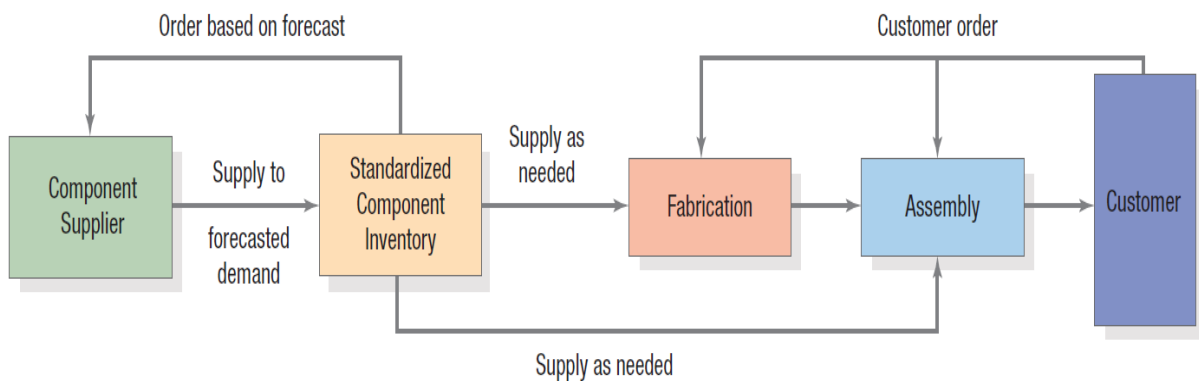 Order based on forecast
Customer order
Component
Supplier
Supply to
forecasted
demand
Standardized
Component
Inventory
Supply as
needed
Fabrication
Assembly
Customer
Supply as needed